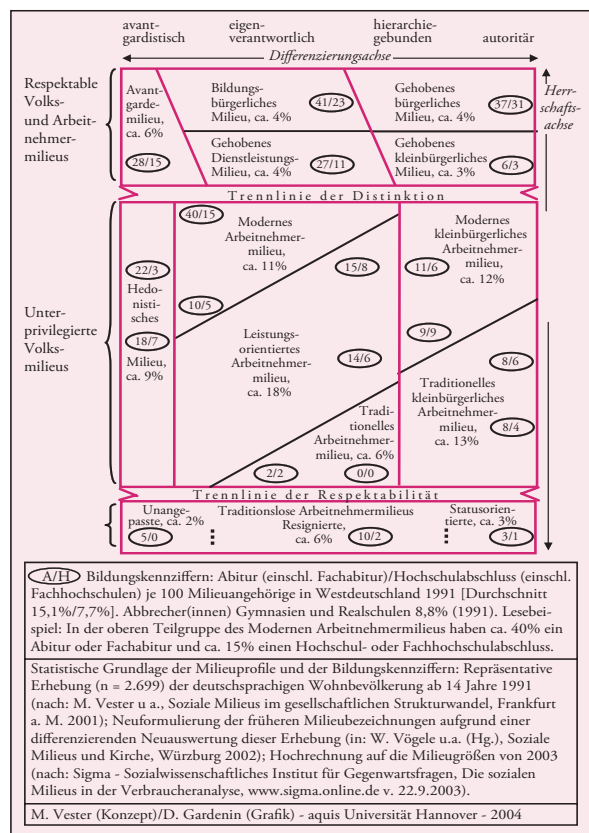 avant-
gardistisch
eigen-
verantwortlich
hierarchie-
gebunden
autoritär
Differenzierungsachse
Respektable
Volks-
und Arbeit-
nehmer-
milieus
Avant-
garde-
milieu,
ca. 6%
28/15
Bildungs-
bürgerliches
Milieu, ca. 4%
41/23
Gehobenes
bürgerliches
Milieu, ca. 4%
37/31
Herr-
schafts-
achse
Gehobenes
Dienstleistungs-
Milieu, ca. 4%
27/11
Gehobenes
kleinbürgerliches
Milieu, ca. 3%
6/3
Trennlinie der Distinktion
Unter-
privilegierte
Volks-
milieus
22/3
Hedo-
nistisches
18/7
Milieu,
ca. 9%
40/15
Modernes
Arbeitnehmer-
milieu,
ca. 11%
15/8
10/5
Modernes
kleinbürgerliches
Arbeitnehmer-
milieu, ca.
12%
11/6
9/9
Leistungs-
orientiertes
Arbeitnehmer-
milieu,
ca. 18%
14/6
8/6
Traditionelles
kleinbürgerliches
Arbeitnehmer-
milieu,
ca. 13%
8/4
Tradi-
tionelles
Arbeitnehmer-
milieu, ca. 6%
2/2
0/0
Trennlinie der Respektabilität
Traditionslose Arbeitnehmermilieus
Unange-
passte, ca. 2%
5/0
Resignierte,
ca. 6%
10/2
Statusorien-
tierte, ca. 3%
3/1
A/H Bildungskennziffern: Abitur (einschl. Fachabitur)/Hochschulabschluss (einschl.
Fachhochschulen) je 100 Milieuangehörige in Westdeutschland 1991 [Durchschnitt
15,1%/7,7%]. Abbrecher(innen) Gymnasien und Realschulen 8,8% (1991). Lesebei-
spiel: In der oberen Teilgruppe des Modernen Arbeitnehmermilieus haben ca. 40% ein
Abitur oder Fachabitur und ca. 15% einen Hochschul- oder Fachhochschulabschluss.
Statistische Grundlage der Milieuprofile und der Bildungskennziffern: Repräsentative
Erhebung (n = 2.699) der deutschsprachigen Wohnbevölkerung ab 14 Jahre 1991
(nach: M. Vester u a., Soziale Milieus im gesellschaftlichen Strukturwandel, Frankfurt
a. M. 2001); Neuformulierung der früheren Milieubezeichnungen aufgrund einer
differenzierenden Neuauswertung dieser Erhebung (in: W. Vögele u.a. (Hg.), Soziale
Milieus und Kirche, Würzburg 2002); Hochrechnung auf die Milieugrößen von 2003
(nach: Sigma - Sozialwissenschaftliches Institut für Gegenwartsfragen, Die sozialen
Milieus in der Verbraucheranalyse, www.sigma.online.de v. 22.9.2003).
M. Vester (Konzept)/D. Gardenin (Grafik) - aquis Universität Hannover - 2004